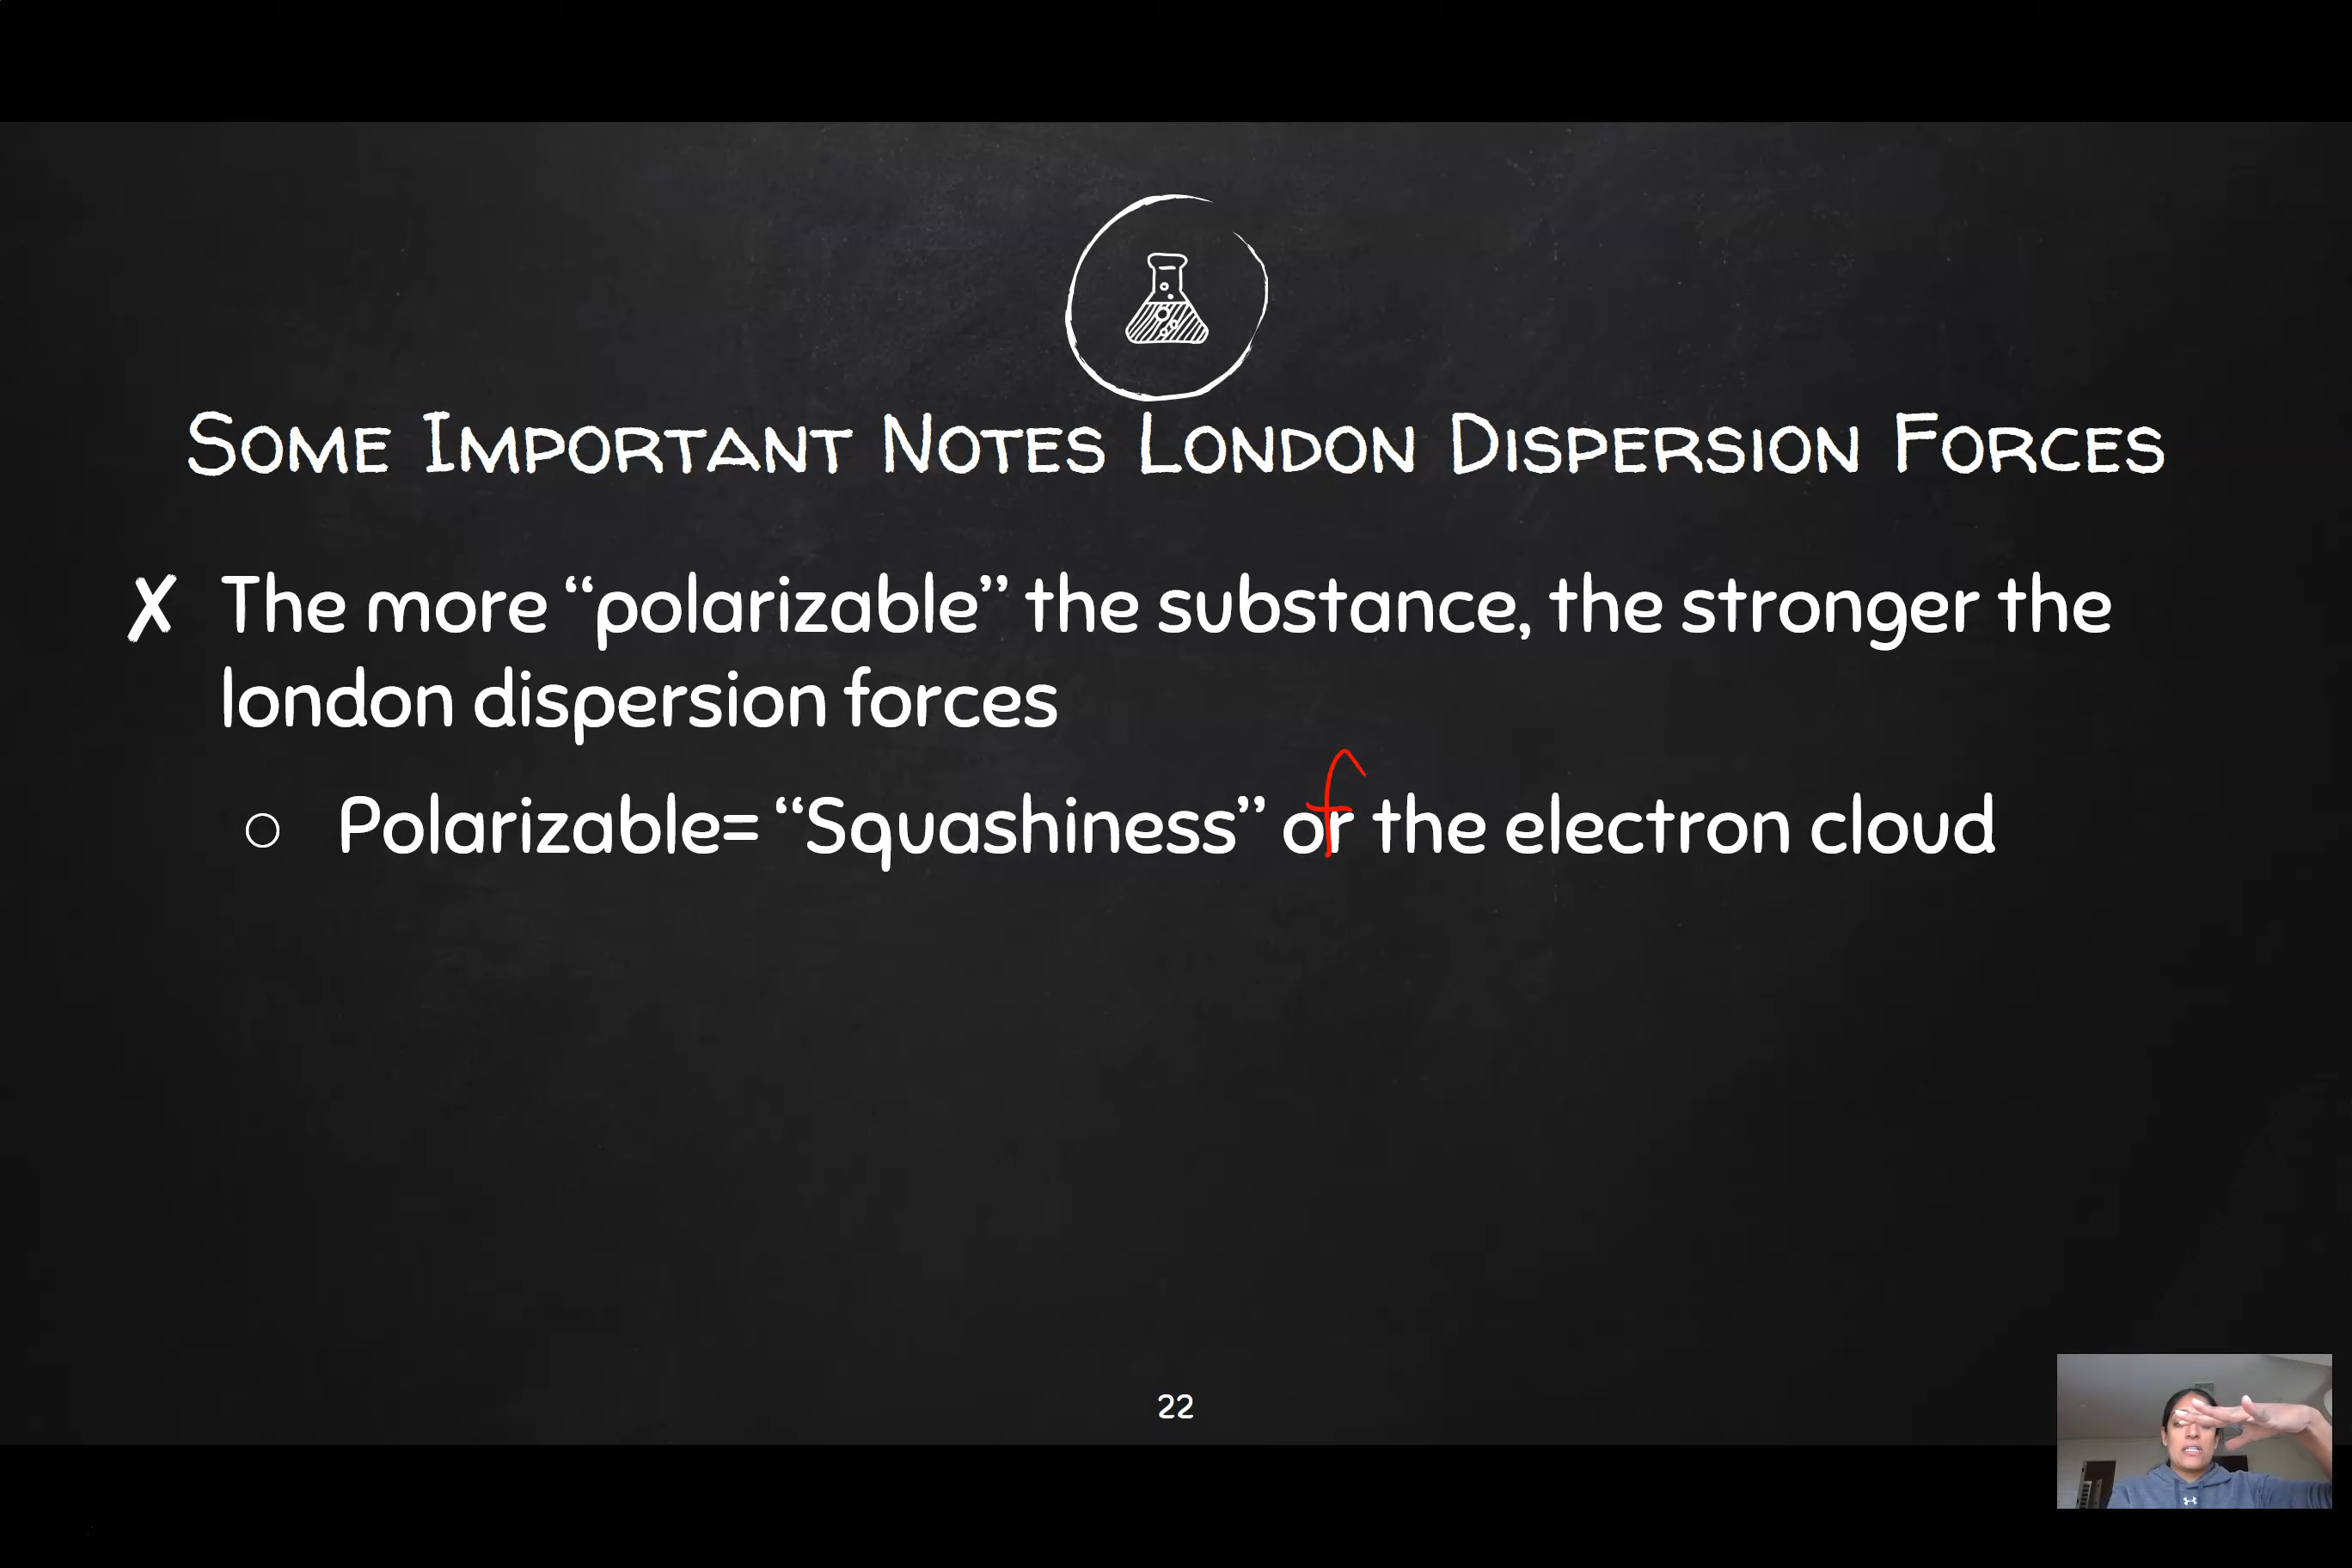 Some Important Notes London Dispersion Forces
✗ The more “polarizable” the substance, the stronger the
london dispersion forces
○ Polarizable= “Squashiness” of the electron cloud
22